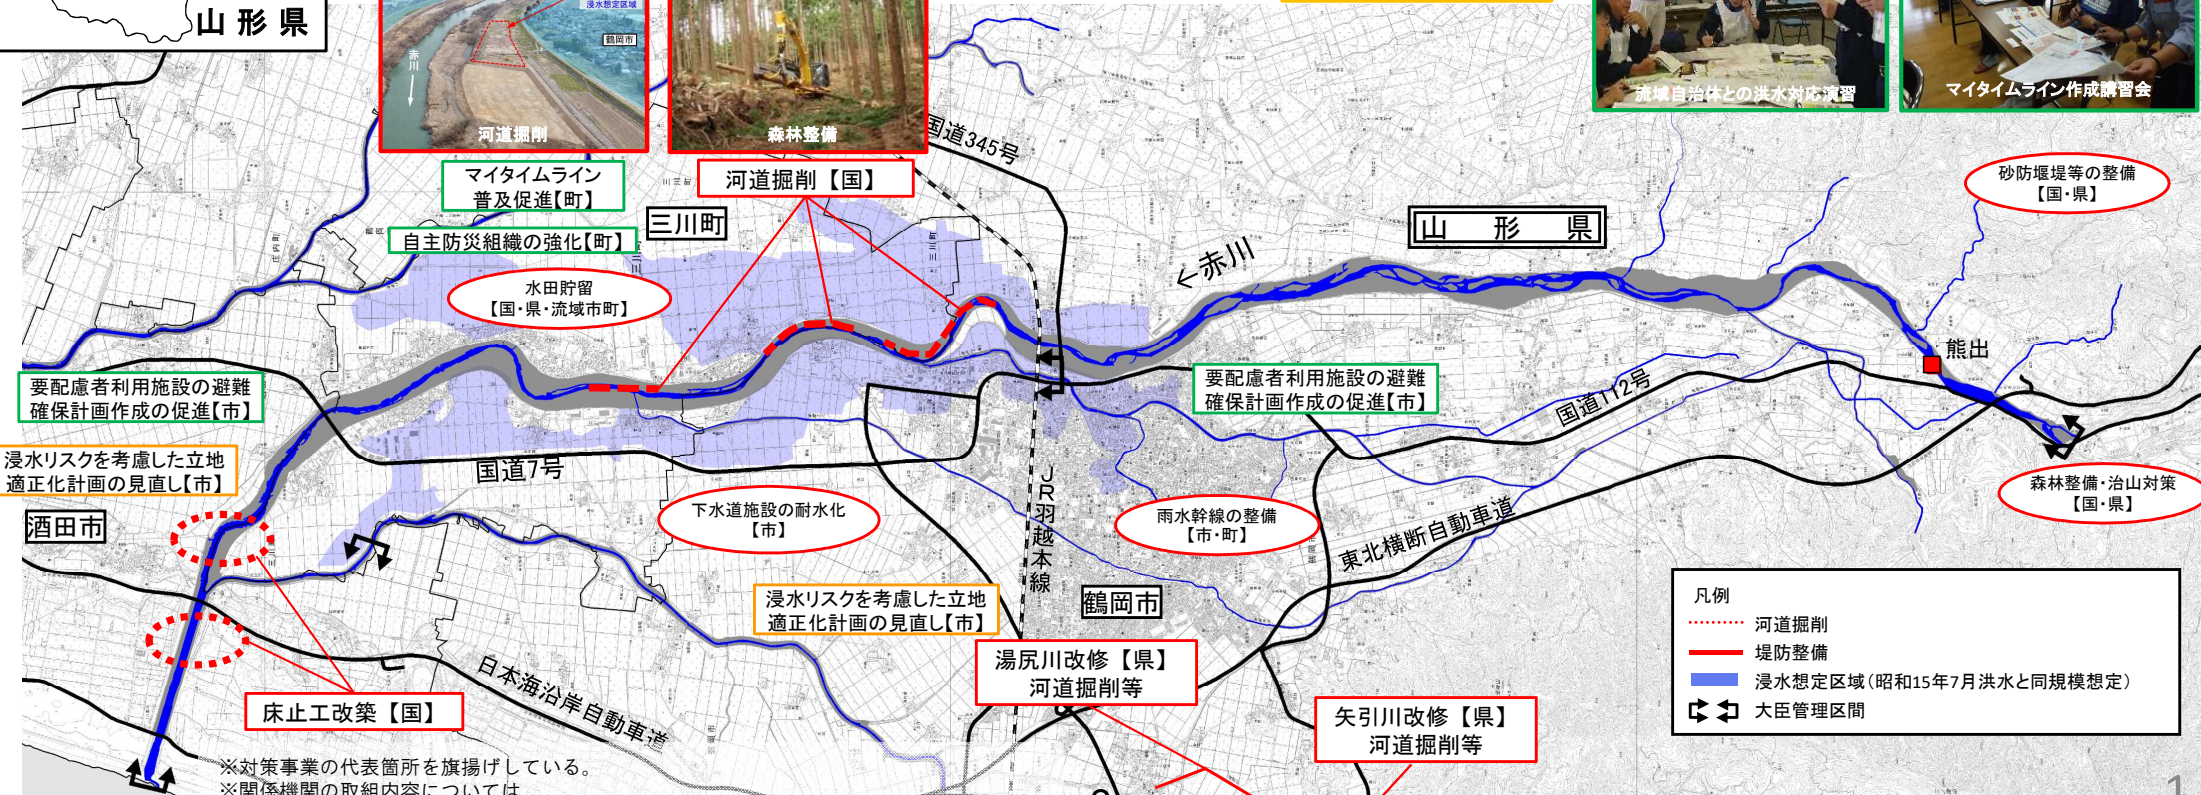 山形県
浸水想定区域
鶴岡市
赤川
河道掘削
森林整備
流域自治体との洪水対応演習
マイタイムライン作成講習会
国道345号
マイタイムライン
普及促進【町】
河道掘削【国】
三川町
自主防災組織の強化【町】
水田貯留
【国・県・流域市町】
←赤川
山形県
砂防堰堤等の整備
【国・県】
熊出
要配慮者利用施設の避難
確保計画作成の促進【市】
要配慮者利用施設の避難
確保計画作成の促進【市】
国道112号
浸水リスクを考慮した立地
適正化計画の見直し【市】
国道7号
酒田市
下水道施設の耐水化
【市】
JR羽越本線
雨水幹線の整備
【市・町】
東北横断自動車道
森林整備・治山対策
【国・県】
浸水リスクを考慮した立地
適正化計画の見直し【市】
鶴岡市
湯尻川改修【県】
河道掘削等
日本海沿岸自動車道
床止工改築【国】
矢引川改修【県】
河道掘削等
凡例
河道掘削
堤防整備
浸水想定区域（昭和15年7月洪水と同規模想定）
大臣管理区間
※対策事業の代表箇所を旗揚げしている。
※関係機関の取組内容については
1